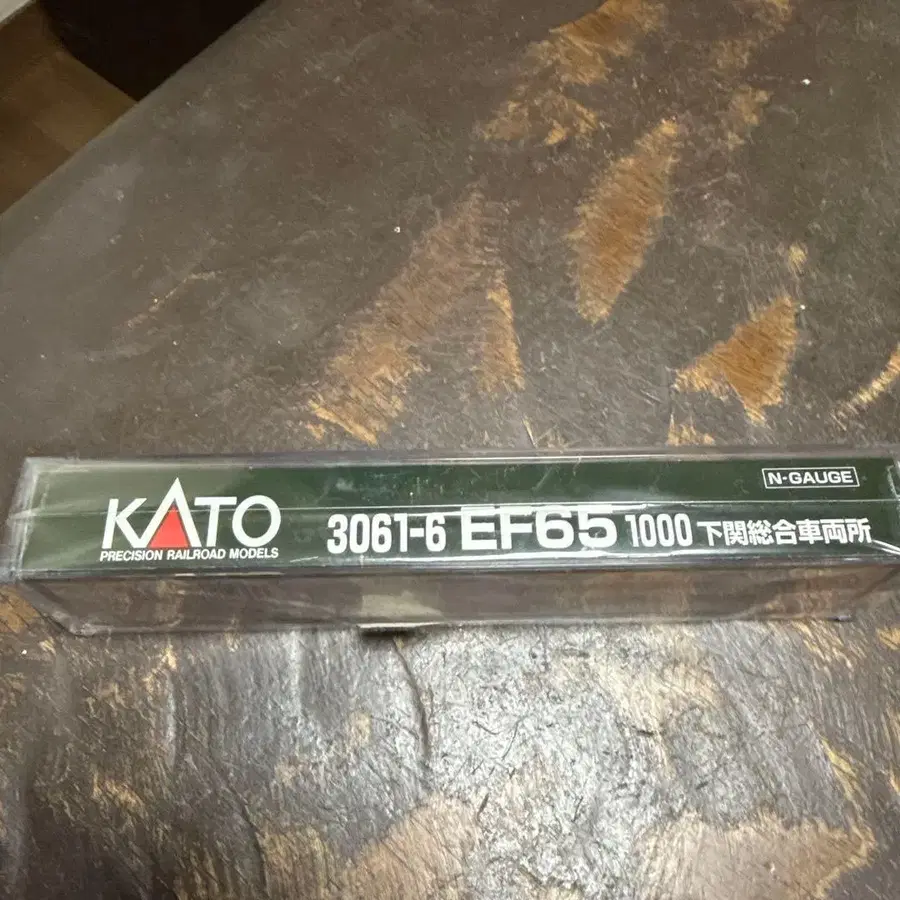 N-GAUGE
KATO 3061-6 EF65 1000 下関総合車両所
PRECISION RAILROAD MODELS